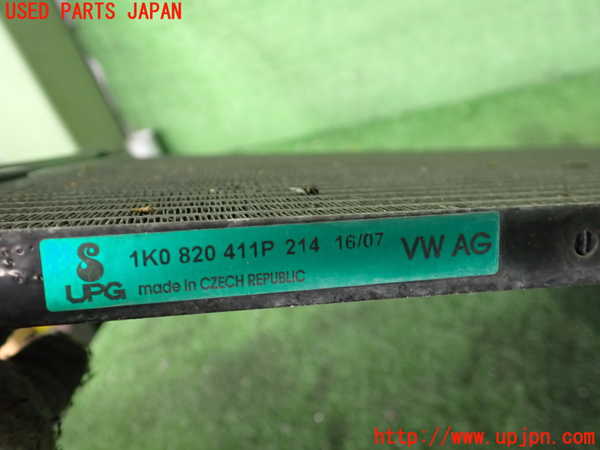 USED PARTS JAPAN
1K0 820 411P 214 16/07 VW AG
UPG made in CZECH REPUBLIC
http://www.upjpn.com/